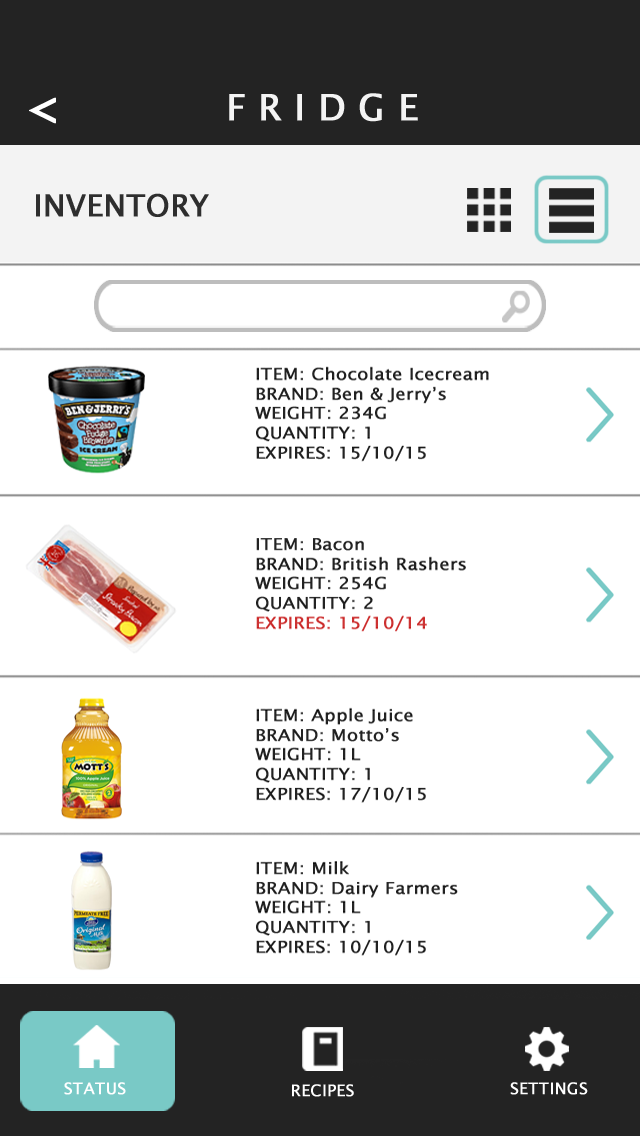 <
FRIDGE
INVENTORY
BEN & JERRY'S
Chocolate
Fudge
Brownie
ICE CREAM
ITEM: Chocolate Icecream
BRAND: Ben & Jerry's
WEIGHT: 234G
QUANTITY: 1
EXPIRES: 15/10/15
Streaky Bacon
ITEM: Bacon
BRAND: British Rashers
WEIGHT: 254G
QUANTITY: 2
EXPIRES: 15/10/14
MOTT'S
100% Apple Juice
ITEM: Apple Juice
BRAND: Motto's
WEIGHT: 1L
QUANTITY: 1
EXPIRES: 17/10/15
PERMEATE FREE
Original
Milk
ITEM: Milk
BRAND: Dairy Farmers
WEIGHT: 1L
QUANTITY: 1
EXPIRES: 10/10/15
STATUS
RECIPES
SETTINGS